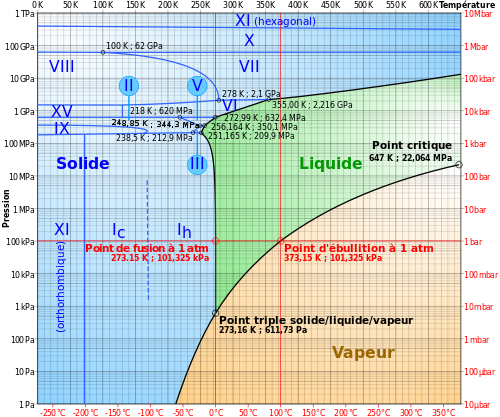 0 K 50 K 100 K 150 K 200 K 250 K 300 K 350 K 400 K 450 K 500 K 550 K 600 K Température
1 TPa 10 Mbar
XI (hexagonal)
X
100 GPa 100 K ; 62 GPa 1 Mbar
VIII VII
10 GPa 100 kbar
II V
278 K ; 2,1 GPa
VI 355,00 K ; 2,216 GPa
1 GPa XV 218 K ; 620 MPa 272,99 K ; 632,4 MPa 10 kbar
IX 248,85 K ; 344,3 MPa 256,164 K ; 350,1 MPa
238,5 K ; 212,9 MPa 251,165 K ; 209,9 MPa
100 MPa 1 kbar
Point critique
647 K ; 22,064 MPa
Solide III Liquide
10 MPa 100 bar
Pression
1 MPa 10 bar
XI Ic Ih
(orthorhombique)
100 kPa 1 bar
Point de fusion à 1 atm Point d'ébullition à 1 atm
273.15 K ; 101,325 kPa 373,15 K ; 101,325 kPa
10 kPa 100 mbar
1 kPa 10 mbar
Point triple solide/liquide/vapeur
273,16 K ; 611,73 Pa
100 Pa 1 mbar
Vapeur
10 Pa 100 µbar
1 Pa 10 µbar
-250°C -200°C -150°C -100°C -50°C 0°C 50°C 100°C 150°C 200°C 250°C 300°C 350°C